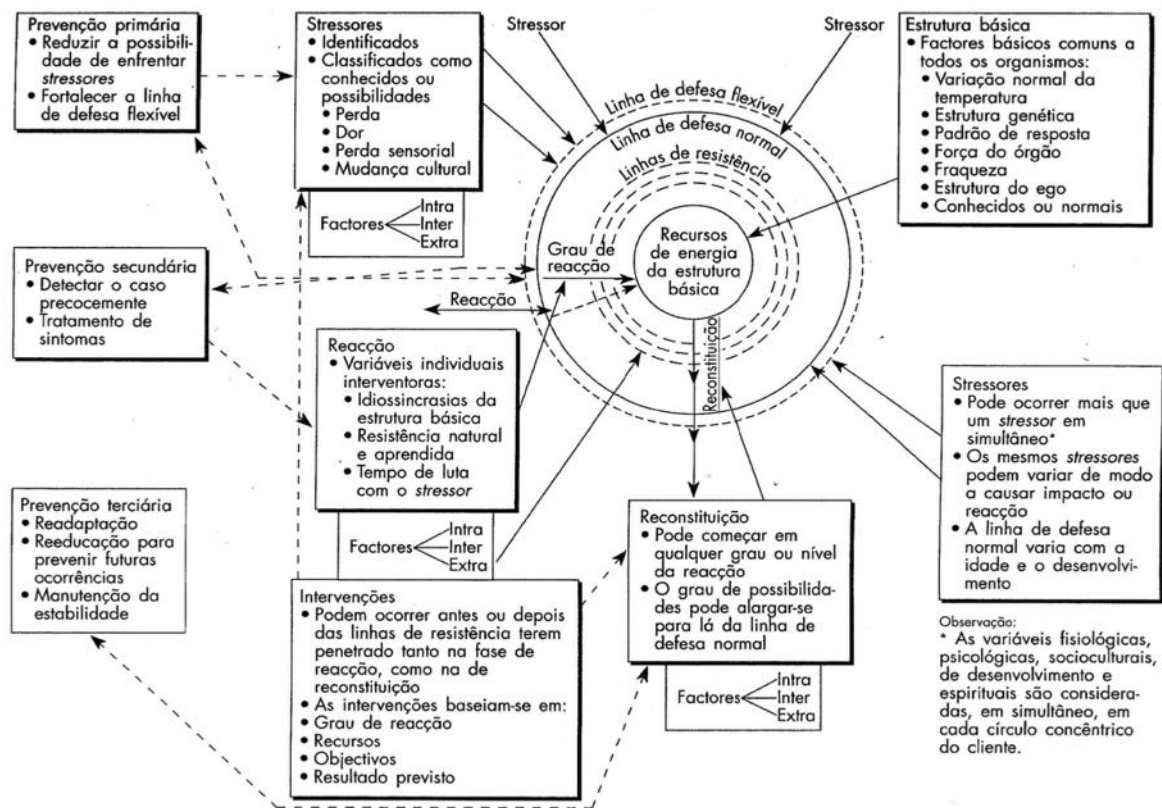 Prevenção primária
• Reduzir a possibili-
dade de enfrentar
stressores
• Fortalecer a linha
de defesa flexível
Stressores
• Identificados
• Classificados como
conhecidos ou
possibilidades
• Perda
• Dor
• Perda sensorial
• Mudança cultural
Factores
Intra
Inter
Extra
Stressor
Stressor
Estrutura básica
• Factores básicos comuns a
todos os organismos:
• Variação normal da
temperatura
• Estrutura genética
• Padrão de resposta
• Força do órgão
• Fraqueza
• Estrutura do ego
• Conhecidos ou normais
Linha de defesa flexível
Linha de defesa normal
Linhas de resistência
Grau de
reacção
Recursos
de energia
da estrutura
básica
Reacção
Reconstituição
Prevenção secundária
• Detectar o caso
precocemente
• Tratamento de
sintomas
Reacção
• Variáveis individuais
interventoras:
• Idiossincrasias da
estrutura básica
• Resistência natural
e aprendida
• Tempo de luta
com o stressor
Factores
Intra
Inter
Extra
Stressores
• Pode ocorrer mais que
um stressor em
simultâneo*
• Os mesmos stressores
podem variar de modo
a causar impacto ou
reacção
• A linha de defesa
normal varia com a
idade e o desenvolvi-
mento
Prevenção terciária
• Readaptação
• Reeducação para
prevenir futuras
ocorrências
• Manutenção da
estabilidade
Intervenções
• Podem ocorrer antes ou depois
das linhas de resistência terem
penetrado tanto na fase de
reacção, como na de
reconstituição
• As intervenções baseiam-se em:
• Grau de reacção
• Recursos
• Objectivos
• Resultado previsto
Reconstituição
• Pode começar em
qualquer grau ou nível
da reacção
• O grau de possibilida-
des pode alargar-se
para lá da linha de
defesa normal
Factores
Intra
Inter
Extra
Observação:
* As variáveis fisiológicas,
psicológicas, socioculturais,
de desenvolvimento e
espirituais são considera-
das, em simultâneo, em
cada círculo concêntrico
do cliente.